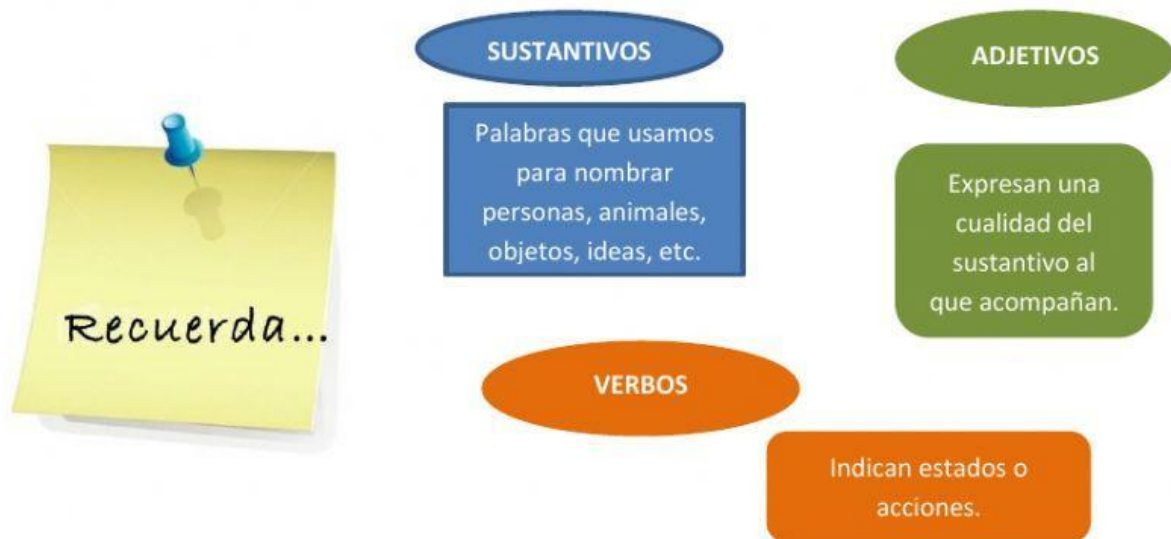 SUSTANTIVOS
Palabras que usamos
para nombrar
personas, animales,
objetos, ideas, etc.
ADJETIVOS
Expresan una
cualidad del
sustantivo al
que acompañan.
Recuerda...
VERBOS
Indican estados o
acciones.